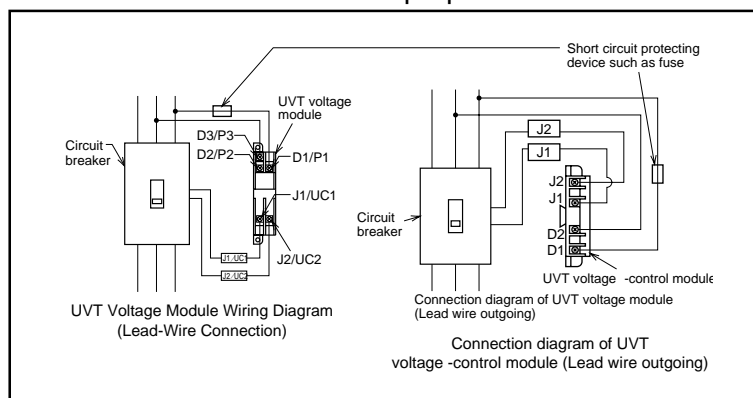 Short circuit protecting
device such as fuse
UVT voltage
module
D3/P3
D2/P2
D1/P1
Circuit
breaker
J1/UC1
J2/UC2
J1/UC1
J2/UC2
UVT Voltage Module Wiring Diagram
(Lead-Wire Connection)
J2
J1
J2
J1
D2
D1
Circuit
breaker
UVT voltage -control module
Connection diagram of UVT voltage module
(Lead wire outgoing)
Connection diagram of UVT
voltage -control module (Lead wire outgoing)